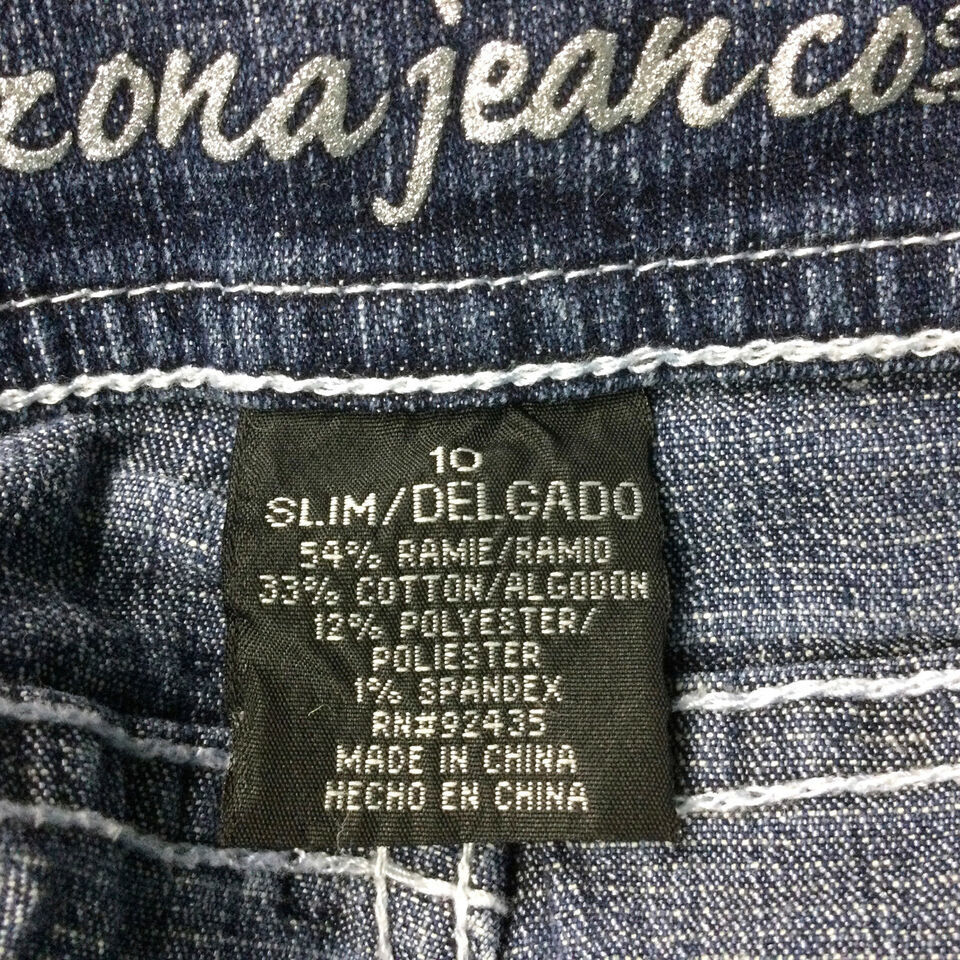 zona jean co
10
SLIM/DELGADO
54% RAMIE/RAMIO
33% COTTON/ALGODON
12% POLYESTER/
POLIESTER
1% SPANDEX
RN#92435
MADE IN CHINA
HECHO EN CHINA